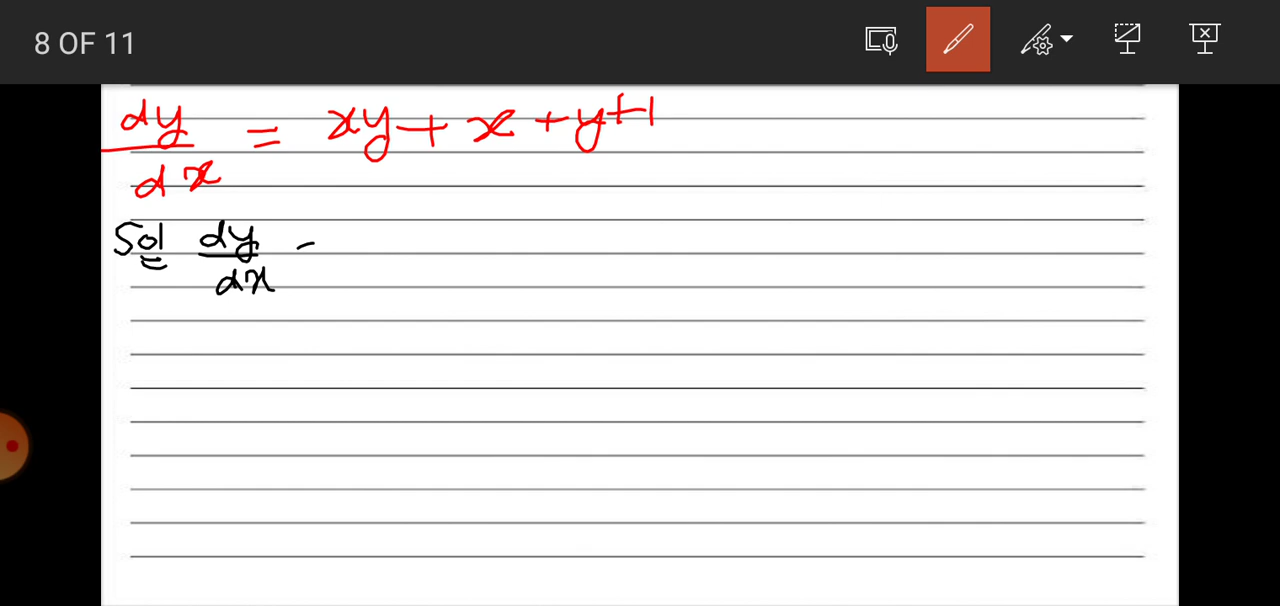 8 OF 11
dy/dx = xy + x + y + 1
Sol dy/dx =